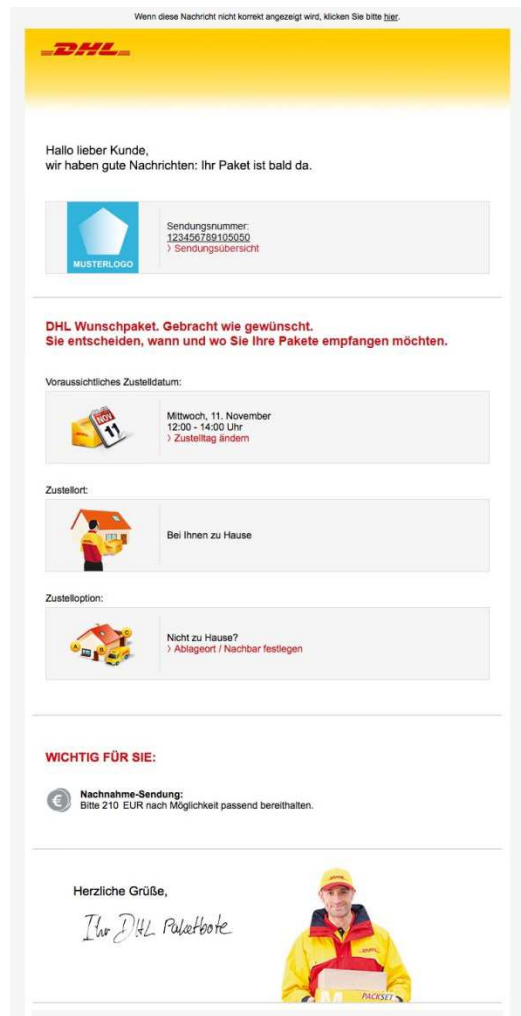 Wenn diese Nachricht nicht korrekt angezeigt wird, klicken Sie bitte hier.
DHL
Hallo lieber Kunde,
wir haben gute Nachrichten: Ihr Paket ist bald da.
MUSTERLOGO
Sendungsnummer:
123456789105050
〉Sendungsübersicht
DHL Wunschpaket. Gebracht wie gewünscht.
Sie entscheiden, wann und wo Sie Ihre Pakete empfangen möchten.
Voraussichtliches Zustelldatum:
NOV
11
Mittwoch, 11. November
12:00 - 14:00 Uhr
〉Zustelltag ändern
Zustellort:
Bei Ihnen zu Hause
Zustelloption:
A
B
C
Nicht zu Hause?
〉Ablageort / Nachbar festlegen
WICHTIG FÜR SIE:
€
Nachnahme-Sendung:
Bitte 210 EUR nach Möglichkeit passend bereithalten.
Herzliche Grüße,
Ihr DHL Paketbote
DHL
M PACKSET